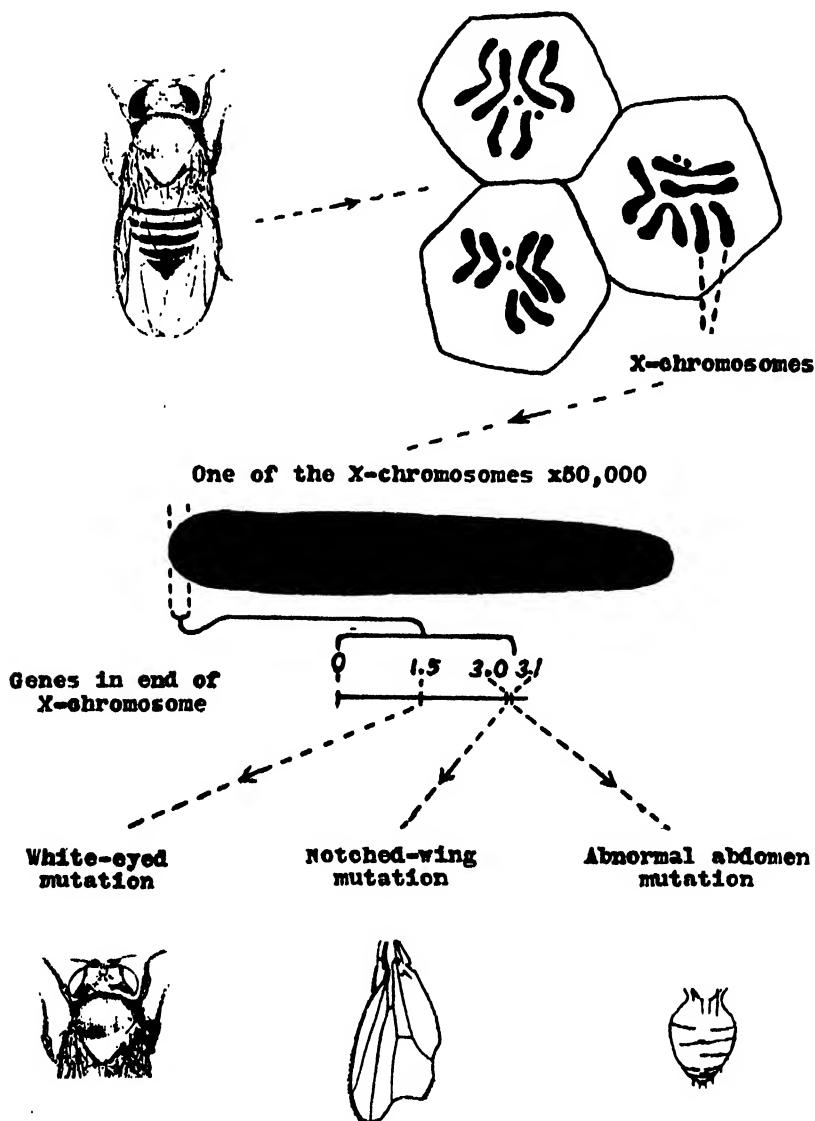 X-chromosomes
One of the X-chromosomes x50,000
0 1.5 3.0 3.1
Genes in end of
X-chromosome
White-eyed
mutation
Notched-wing
mutation
Abnormal abdomen
mutation